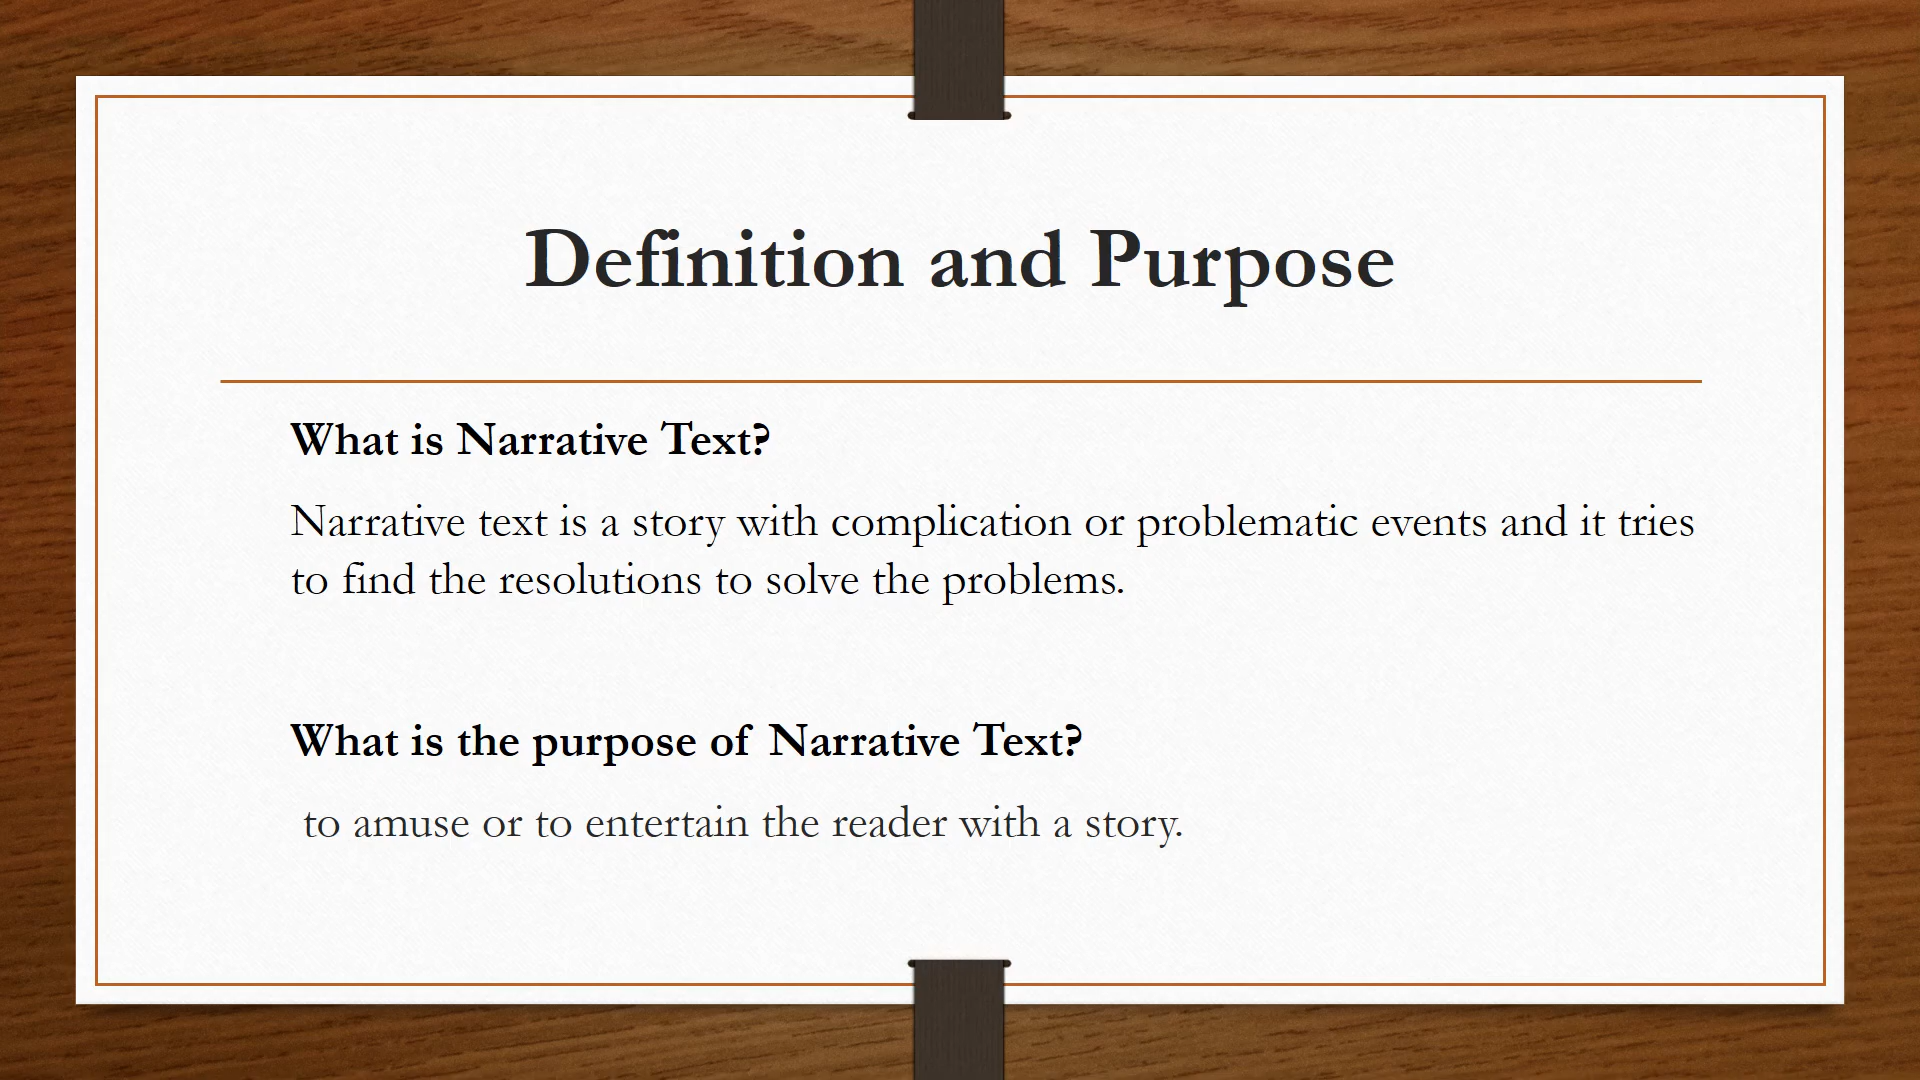 Definition and Purpose
What is Narrative Text?
Narrative text is a story with complication or problematic events and it tries
to find the resolutions to solve the problems.
What is the purpose of Narrative Text?
to amuse or to entertain the reader with a story.